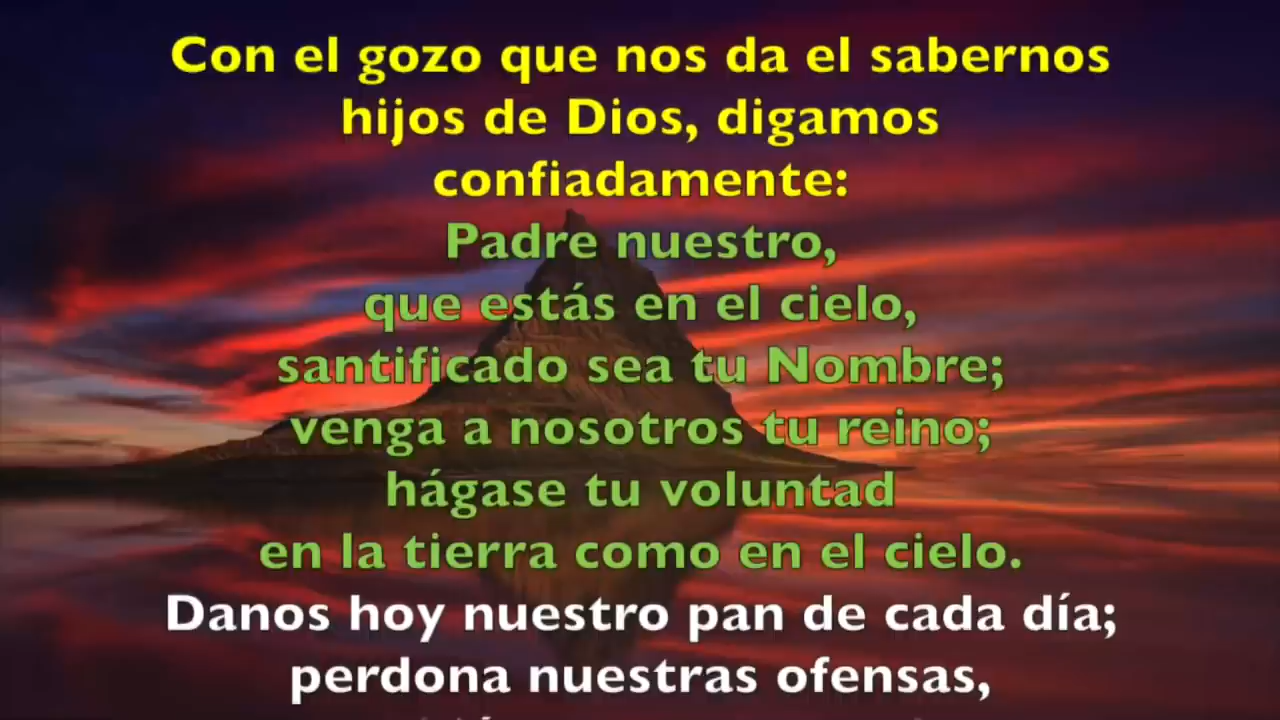 Con el gozo que nos da el sabernos
hijos de Dios, digamos
confiadamente:
Padre nuestro,
que estás en el cielo,
santificado sea tu Nombre;
venga a nosotros tu reino;
hágase tu voluntad
en la tierra como en el cielo.
Danos hoy nuestro pan de cada día;
perdona nuestras ofensas,